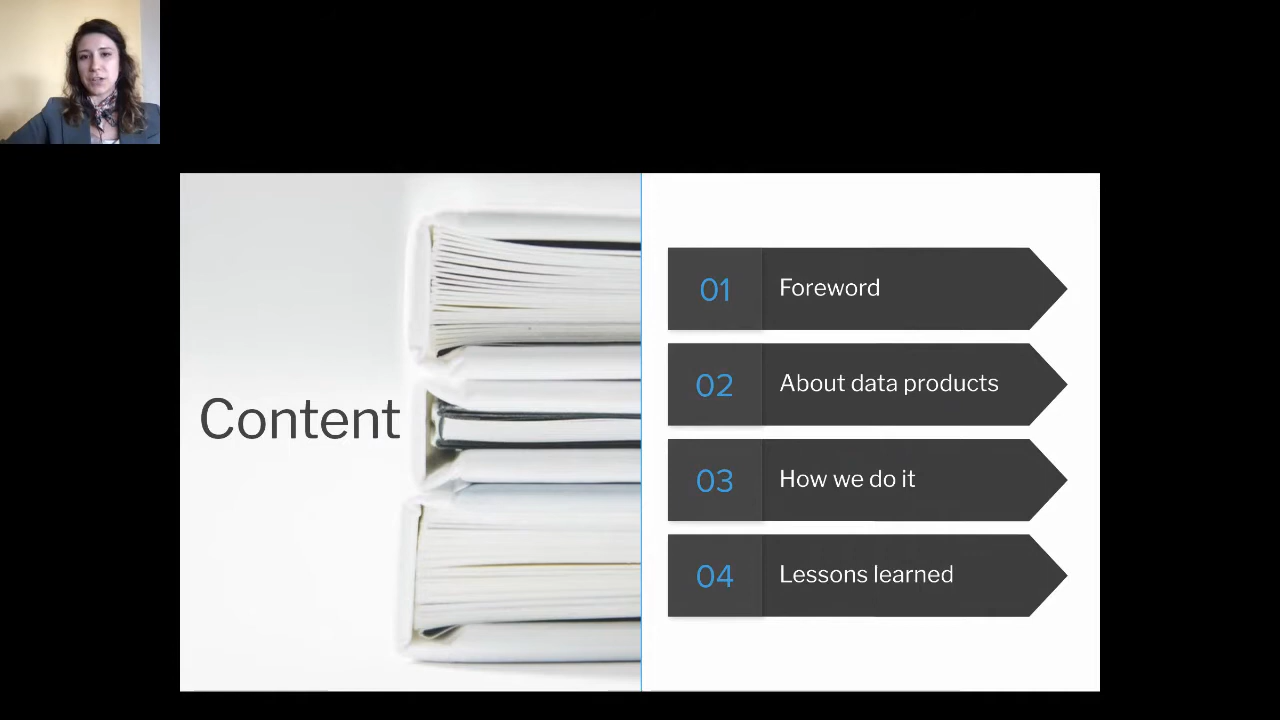 Content
01 Foreword
02 About data products
03 How we do it
04 Lessons learned